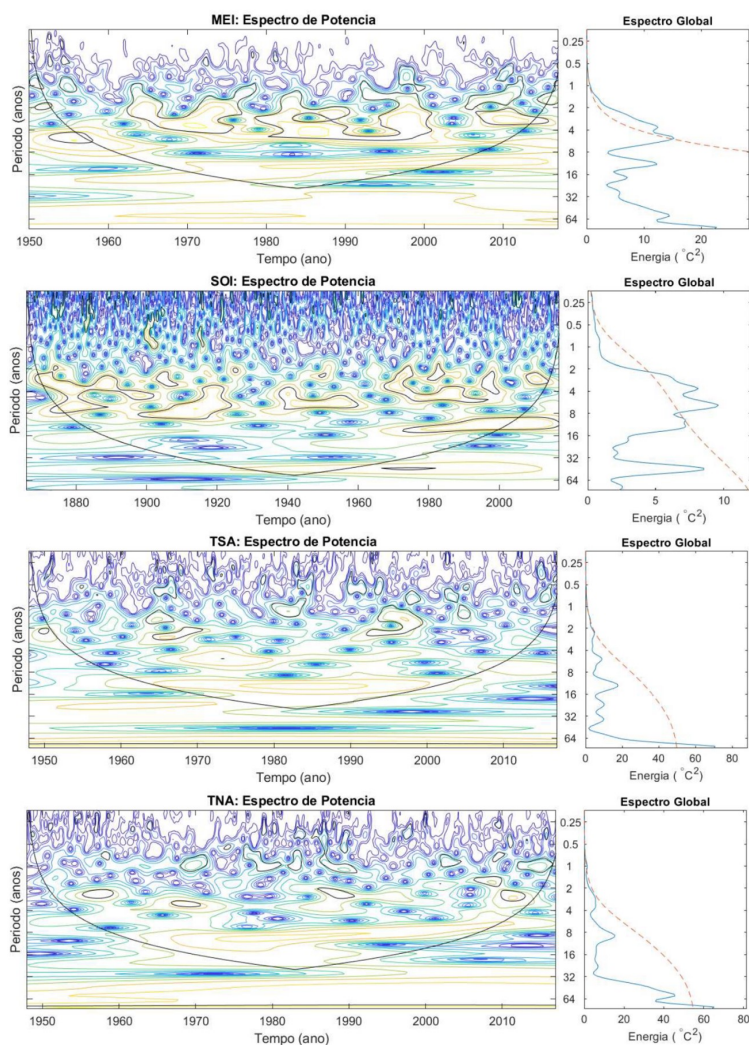 MEI: Espectro de Potencia
Espectro Global
Periodo (anos)
0.25
0.5
1
2
4
8
16
32
64
1950 1960 1970 1980 1990 2000 2010
Tempo (ano)
0 10 20
Energia ( °C²)
SOI: Espectro de Potencia
Espectro Global
Periodo (anos)
0.25
0.5
1
2
4
8
16
32
64
1880 1900 1920 1940 1960 1980 2000
Tempo (ano)
0 5 10
Energia ( °C²)
TSA: Espectro de Potencia
Espectro Global
Periodo (anos)
0.25
0.5
1
2
4
8
16
32
64
1950 1960 1970 1980 1990 2000 2010
Tempo (ano)
0 20 40 60 80
Energia ( °C²)
TNA: Espectro de Potencia
Espectro Global
Periodo (anos)
0.25
0.5
1
2
4
8
16
32
64
1950 1960 1970 1980 1990 2000 2010
Tempo (ano)
0 20 40 60 80
Energia ( °C²)